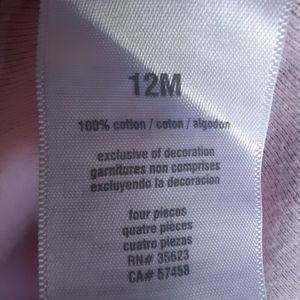 12M
100% cotton / coton / algodon
exclusive of decoration
garnitures non comprises
excluyendo la decoracion
four pieces
quatre pièces
cuatro piezas
RN# 35623
CA# 57458